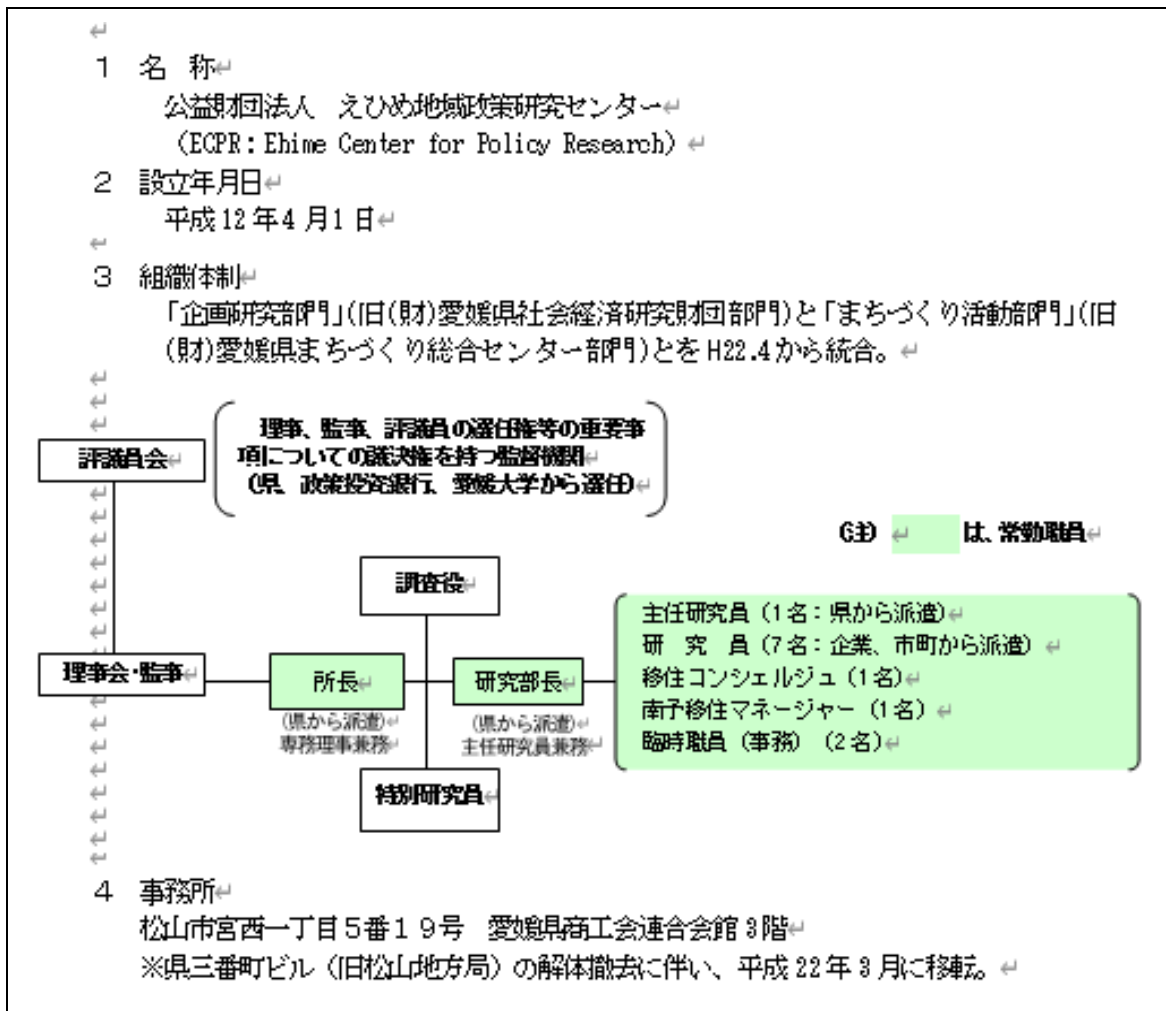 １ 名 称
公益財団法人　えひめ地域政策研究センター
（ECPR：Ehime Center for Policy Research）
２ 設立年月日
平成12年4月1日
３ 組織体制
「企画研究部門」（旧(財)愛媛県社会経済研究財団部門）と「まちづくり活動部門」（旧
(財)愛媛県まちづくり総合センター部門）とをH22.4から統合。
評議員会
理事、監事、評議員の選任権等の重要事
項についての議決権を持つ監督機関
（県、政策投資銀行、愛媛大学から選任）
（注）　　は、常勤職員
調査役
理事会・監事
所長
（県から派遣）
専務理事兼務
研究部長
（県から派遣）
主任研究員兼務
主任研究員（1名：県から派遣）
研　究　員（7名：企業、市町から派遣）
移住コンシェルジュ（1名）
南予移住マネージャー（1名）
臨時職員（事務）（2名）
特別研究員
４ 事務所
松山市宮西一丁目５番１９号　愛媛県商工会連合会館3階
※県三番町ビル（旧松山地方局）の解体撤去に伴い、平成22年3月に移転。